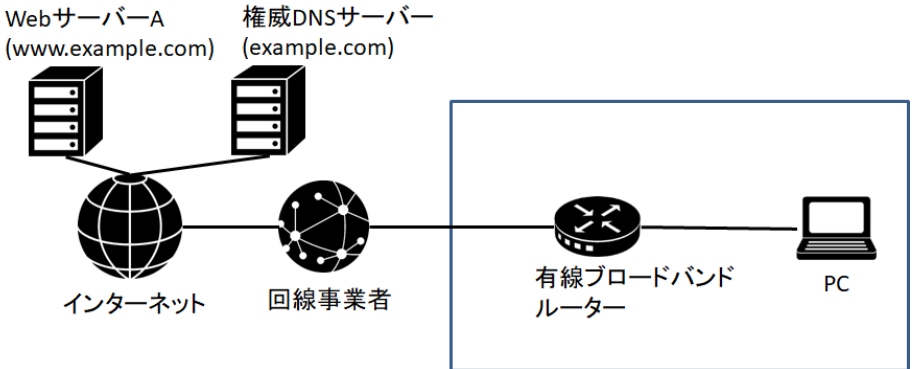 WebサーバーA
(www.example.com)
権威DNSサーバー
(example.com)
インターネット
回線事業者
有線ブロードバンド
ルーター
PC